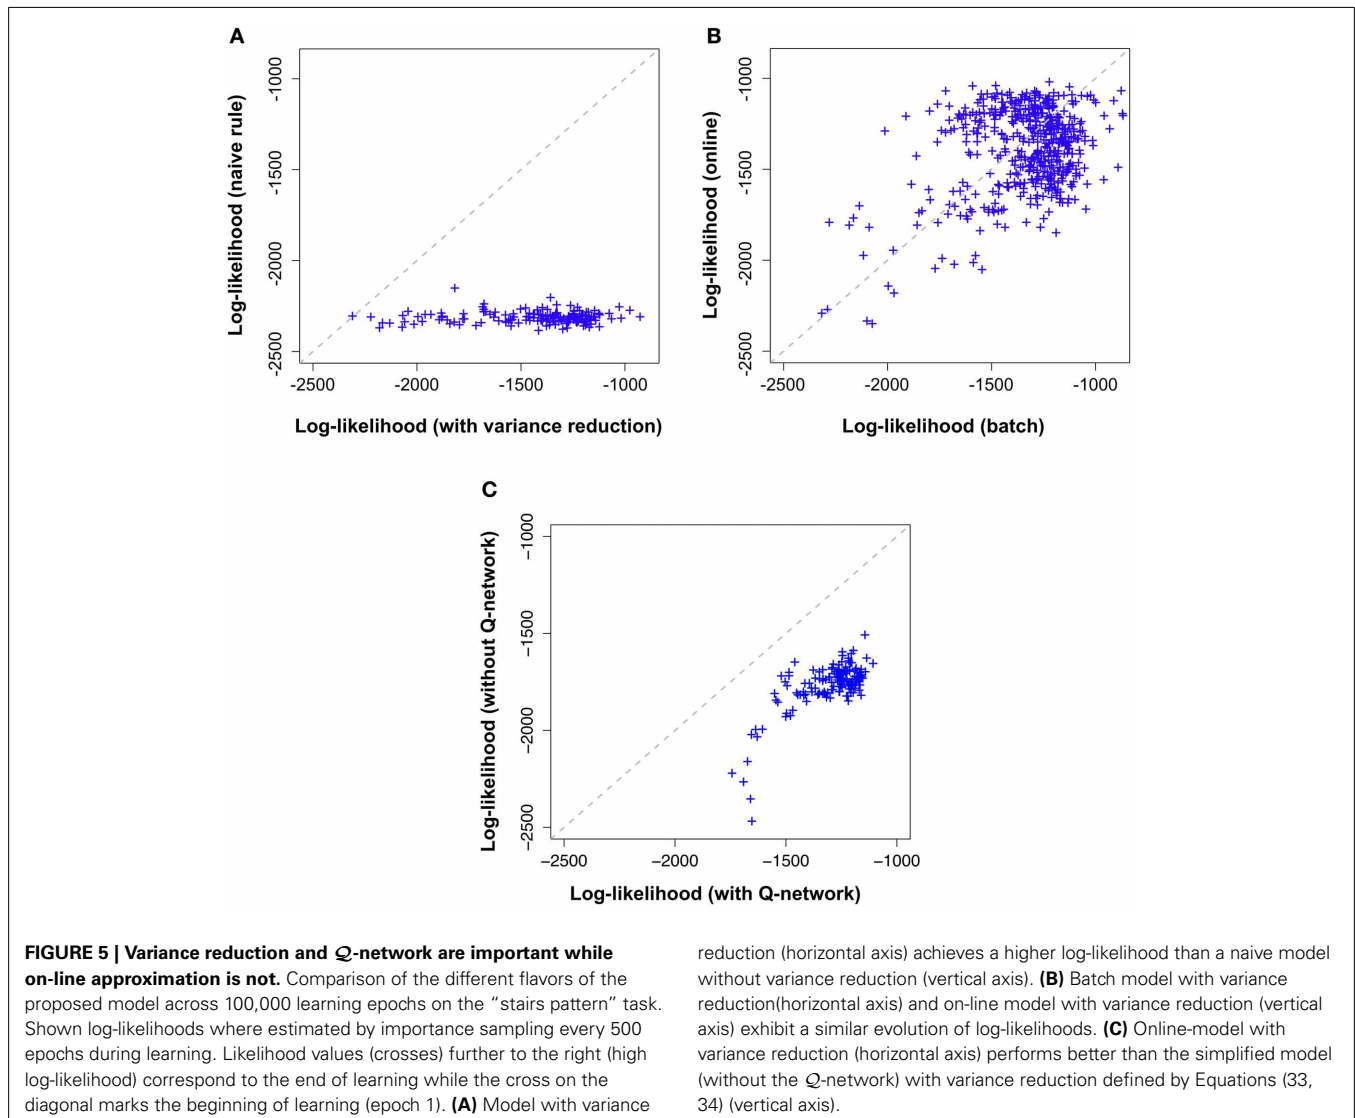 A
Log-likelihood (naive rule)
-1000
-1500
-2000
-2500
-2500 -2000 -1500 -1000
Log-likelihood (with variance reduction)
B
Log-likelihood (online)
-1000
-1500
-2000
-2500
-2500 -2000 -1500 -1000
Log-likelihood (batch)
C
Log-likelihood (without Q-network)
−1000
−1500
−2000
−2500
−2500 −2000 −1500 −1000
Log-likelihood (with Q-network)
FIGURE 5 | Variance reduction and 𝒬-network are important while
on-line approximation is not. Comparison of the different flavors of the
proposed model across 100,000 learning epochs on the “stairs pattern” task.
Shown log-likelihoods where estimated by importance sampling every 500
epochs during learning. Likelihood values (crosses) further to the right (high
log-likelihood) correspond to the end of learning while the cross on the
diagonal marks the beginning of learning (epoch 1). (A) Model with variance
reduction (horizontal axis) achieves a higher log-likelihood than a naive model
without variance reduction (vertical axis). (B) Batch model with variance
reduction(horizontal axis) and on-line model with variance reduction (vertical
axis) exhibit a similar evolution of log-likelihoods. (C) Online-model with
variance reduction (horizontal axis) performs better than the simplified model
(without the 𝒬-network) with variance reduction defined by Equations (33,
34) (vertical axis).